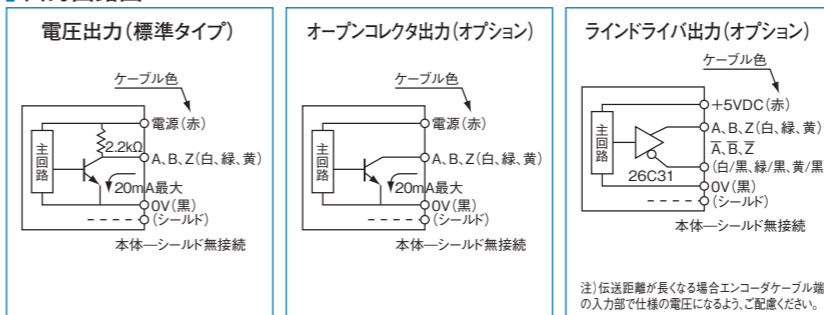 電圧出力(標準タイプ)
ケーブル色
電源(赤)
2.2kΩ
主回路
A、B、Z(白、緑、黄)
20mA最大
0V(黒)
(シールド)
本体―シールド無接続
オープンコレクタ出力(オプション)
ケーブル色
電源(赤)
主回路
A、B、Z(白、緑、黄)
20mA最大
0V(黒)
(シールド)
本体―シールド無接続
ラインドライバ出力(オプション)
ケーブル色
+5VDC(赤)
主回路
A、B、Z(白、緑、黄)
A̅、B̅、Z̅
(白/黒、緑/黒、黄/黒
26C31
0V(黒)
(シールド)
本体―シールド無接続
注)伝送距離が長くなる場合エンコーダケーブル端
の入力部で仕様の電圧になるよう、ご配慮ください。